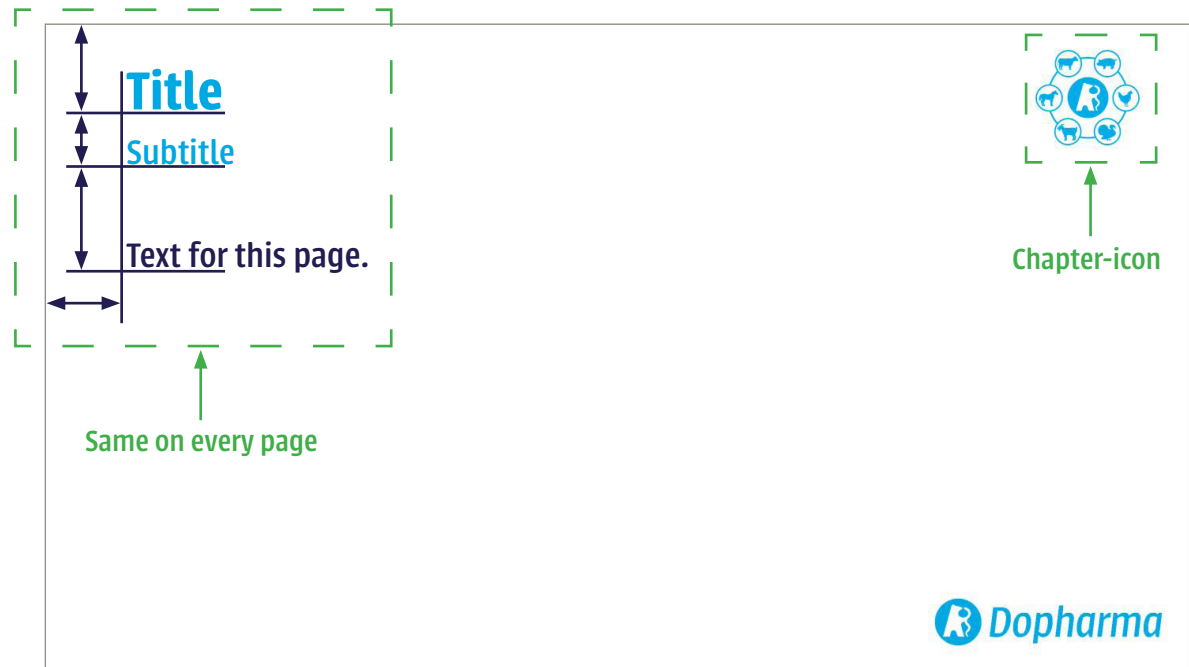 Title
Subtitle
Text for this page.
Chapter-icon
Same on every page
Dopharma